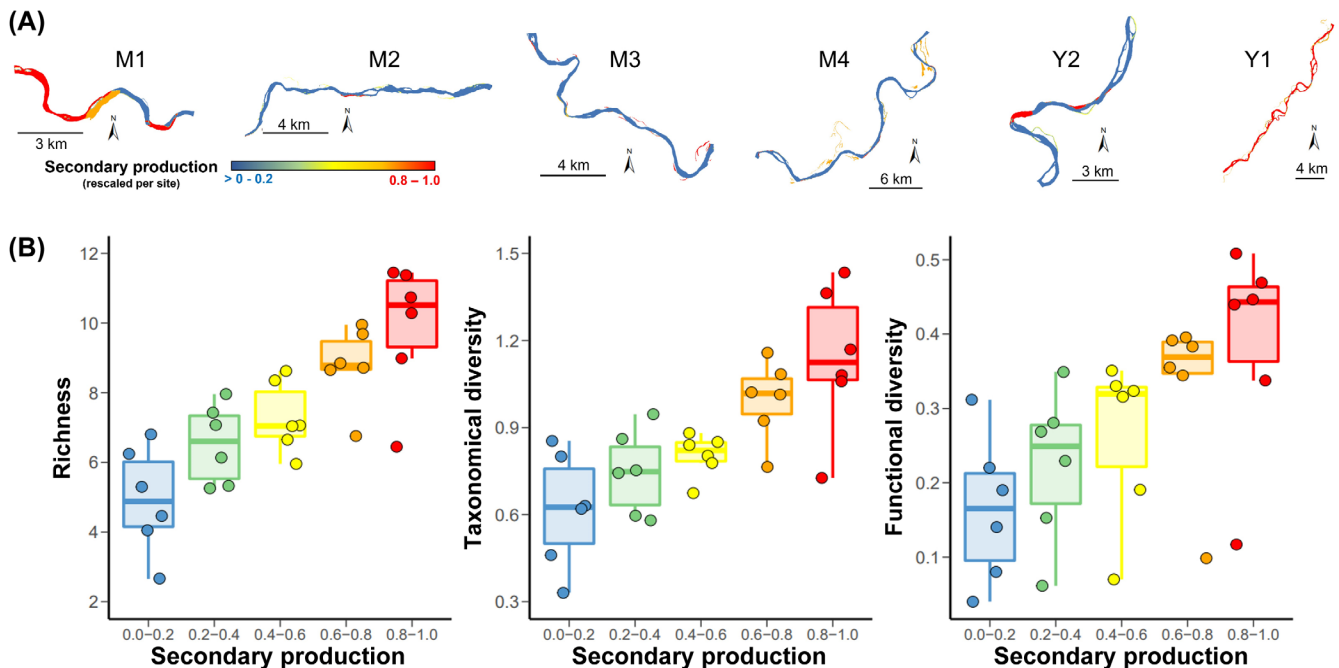 (A)
M1
M2
M3
M4
Y2
Y1
N
N
N
N
N
N
3 km
4 km
4 km
6 km
3 km
4 km
Secondary production
(rescaled per site)
> 0 - 0.2
0.8 – 1.0
(B)
Richness
12
10
8
6
4
2
0.0−0.2 0.2−0.4 0.4−0.6 0.6−0.8 0.8−1.0
Secondary production
Taxonomical diversity
1.5
1.2
0.9
0.6
0.3
0.0−0.2 0.2−0.4 0.4−0.6 0.6−0.8 0.8−1.0
Secondary production
Functional diversity
0.5
0.4
0.3
0.2
0.1
0.0−0.2 0.2−0.4 0.4−0.6 0.6−0.8 0.8−1.0
Secondary production